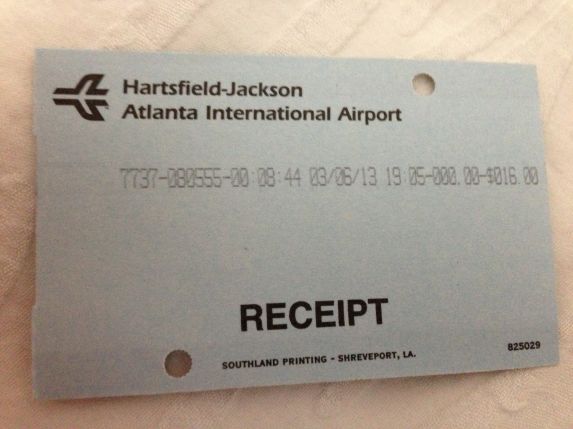 Hartsfield-Jackson
Atlanta International Airport
7737-080555-00:08:44 03/06/13 19:05-000.00-$016.00
RECEIPT
SOUTHLAND PRINTING - SHREVEPORT, LA.
825029